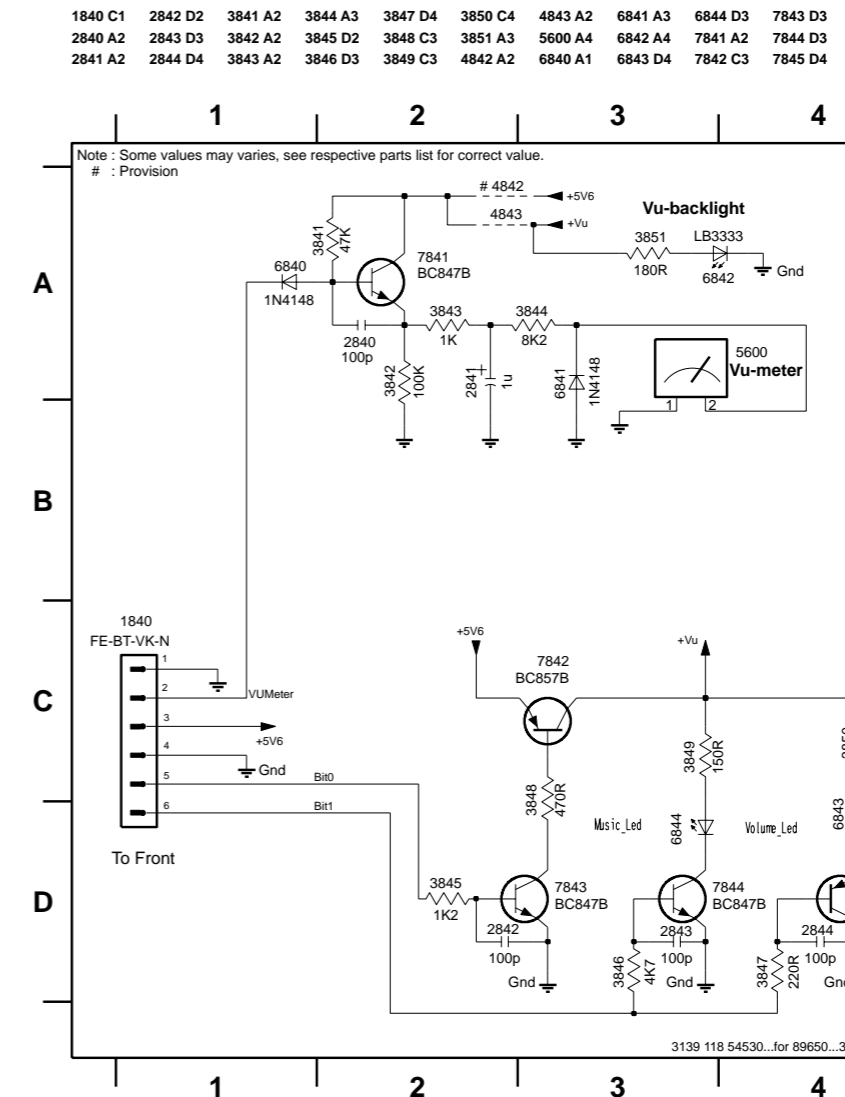 1840 C1 2842 D2 3841 A2 3844 A3 3847 D4 3850 C4 4843 A2 6841 A3 6844 D3 7843 D3
2840 A2 2843 D3 3842 A2 3845 D2 3848 C3 3851 A3 5600 A4 6842 A4 7841 A2 7844 D3
2841 A2 2844 D4 3843 A2 3846 D3 3849 C3 4842 A2 6840 A1 6843 D4 7842 C3 7845 D4
1 2 3 4
Note : Some values may varies, see respective parts list for correct value.
# : Provision
# 4842
+5V6
4843
+Vu
Vu-backlight
3841
47K
3851
180R
LB3333
6842
Gnd
A
6840
1N4148
7841
BC847B
2840
100p
3843
1K
3844
8K2
3842
100K
2841
+
1u
6841
1N4148
5600
Vu-meter
1 2
B
1840
FE-BT-VK-N
+5V6
7842
BC857B
+Vu
C
1
2
VUMeter
3
+5V6
4
Gnd
5
Bit0
6
Bit1
To Front
3848
470R
3849
150R
Music_Led
6844
Volume_Led
6843
D
3845
1K2
7843
BC847B
7844
BC847B
2842
100p
2843
100p
2844
100p
Gnd
3846
4K7
Gnd
3847
220R
3139 118 54530...for 89650...3
1 2 3 4